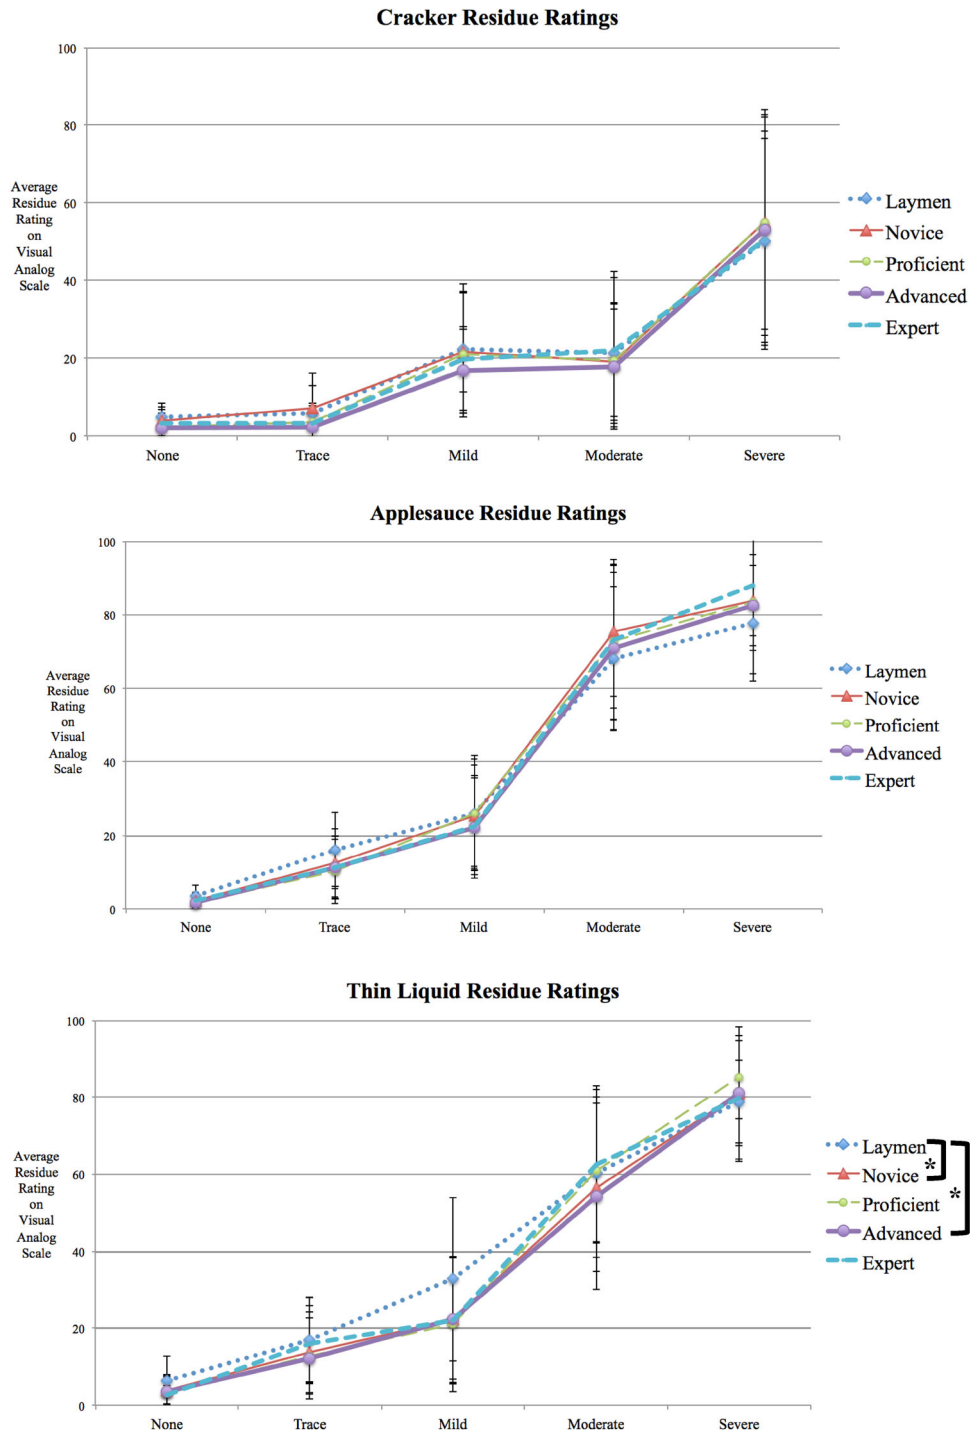 Cracker Residue Ratings
100
80
60
40
20
0
Average
Residue
Rating
on
Visual
Analog
Scale
None
Trace
Mild
Moderate
Severe
Laymen
Novice
Proficient
Advanced
Expert
Applesauce Residue Ratings
100
80
60
40
20
0
Average
Residue
Rating
on
Visual
Analog
Scale
None
Trace
Mild
Moderate
Severe
Laymen
Novice
Proficient
Advanced
Expert
Thin Liquid Residue Ratings
100
80
60
40
20
0
Average
Residue
Rating
on
Visual
Analog
Scale
None
Trace
Mild
Moderate
Severe
Laymen
Novice
Proficient
Advanced
Expert
*
*